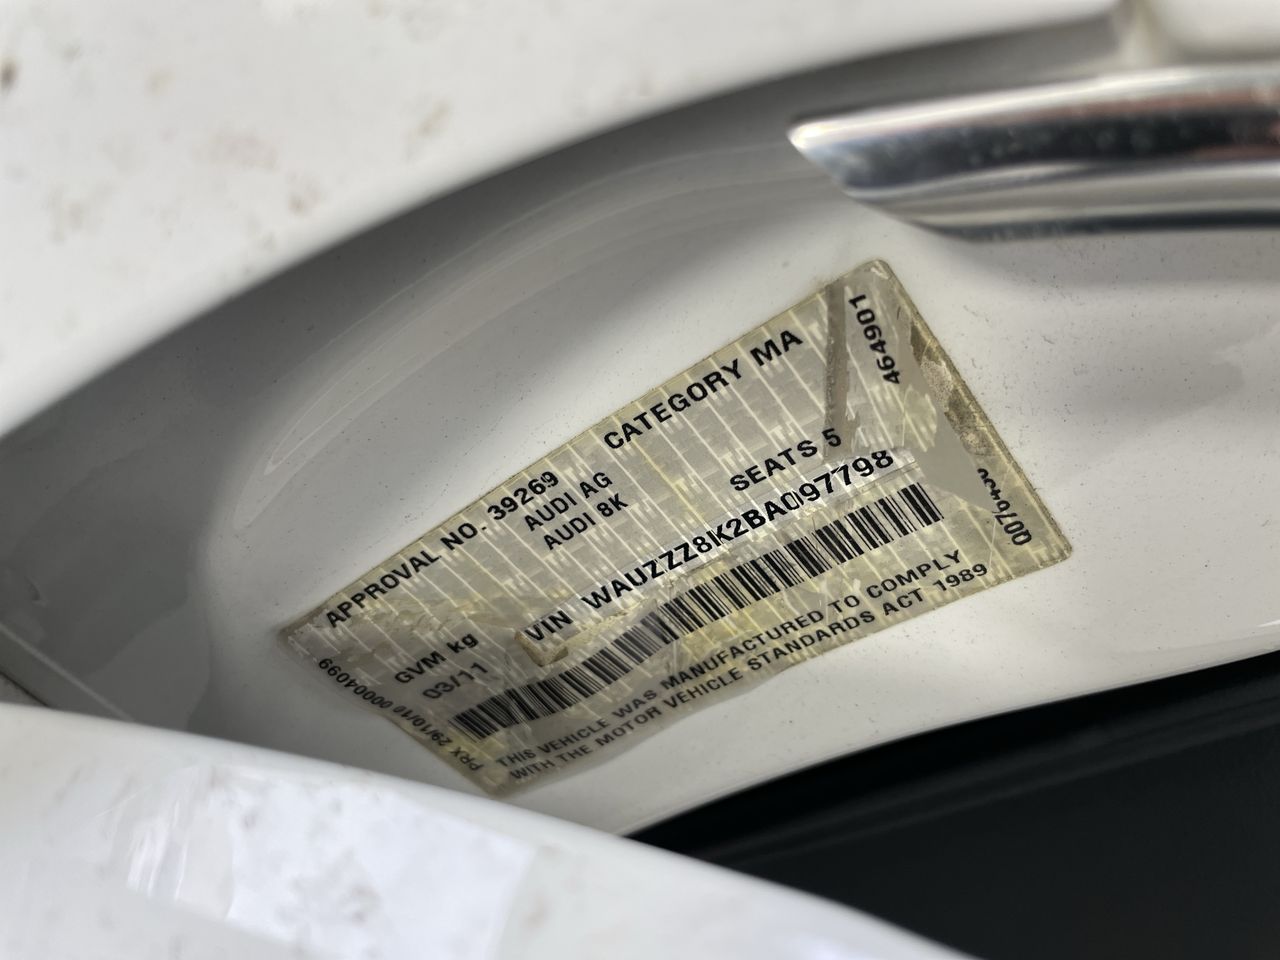 APPROVAL NO. 39269 CATEGORY MA
AUDI AG
AUDI 8K SEATS 5
GVM kg
03/11 VIN WAUZZZ8K2BA097798
THIS VEHICLE WAS MANUFACTURED TO COMPLY
WITH THE MOTOR VEHICLE STANDARDS ACT 1989
PRX 29/10/10 00004099
464901